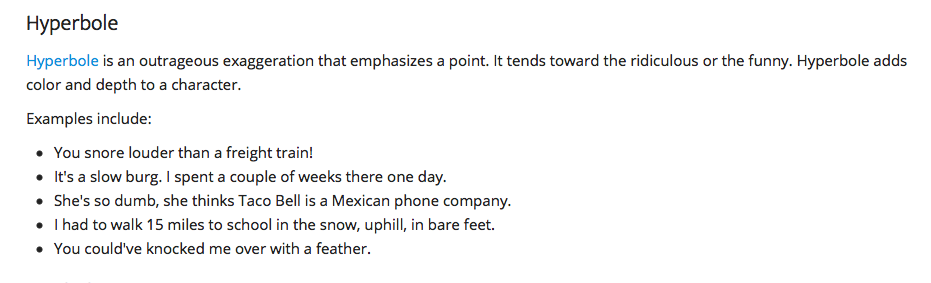 Hyperbole
Hyperbole is an outrageous exaggeration that emphasizes a point. It tends toward the ridiculous or the funny. Hyperbole adds
color and depth to a character.
Examples include:
• You snore louder than a freight train!
• It's a slow burg. I spent a couple of weeks there one day.
• She's so dumb, she thinks Taco Bell is a Mexican phone company.
• I had to walk 15 miles to school in the snow, uphill, in bare feet.
• You could've knocked me over with a feather.